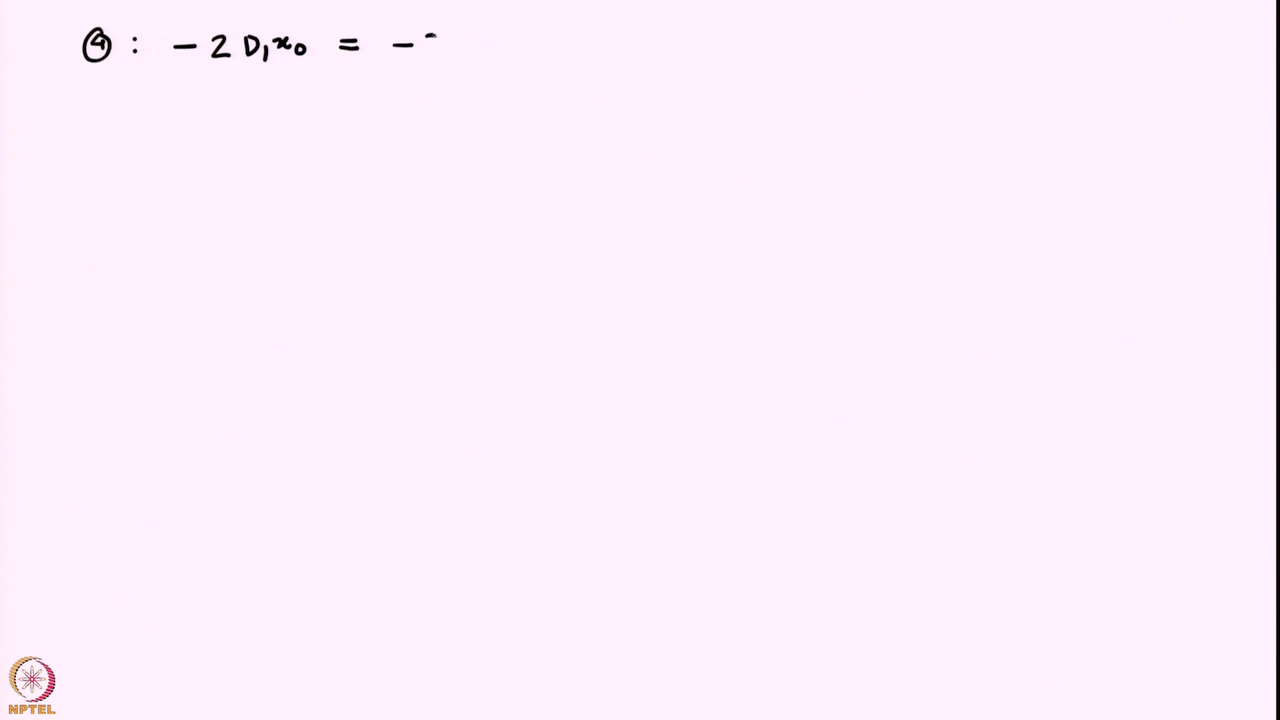 ④ : - 2 D₁x₀ = -
NPTEL